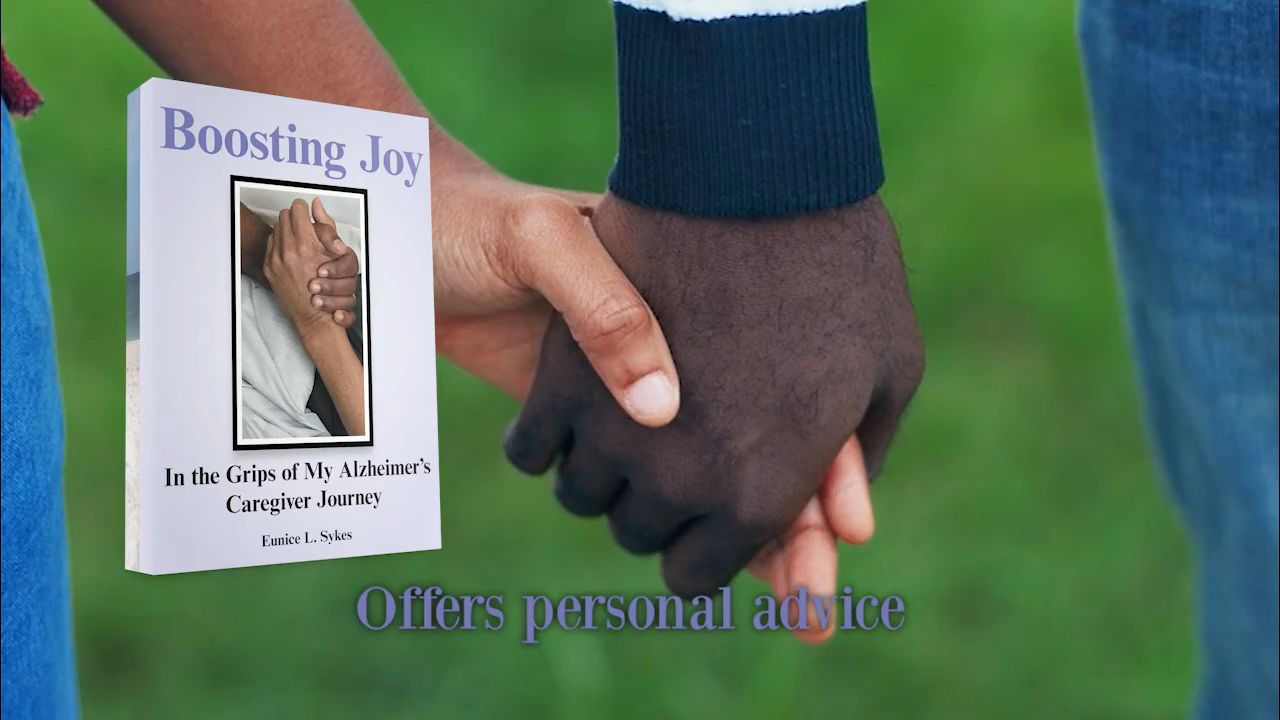 Boosting Joy
In the Grips of My Alzheimer's
Caregiver Journey
Eunice L. Sykes
Offers personal advice